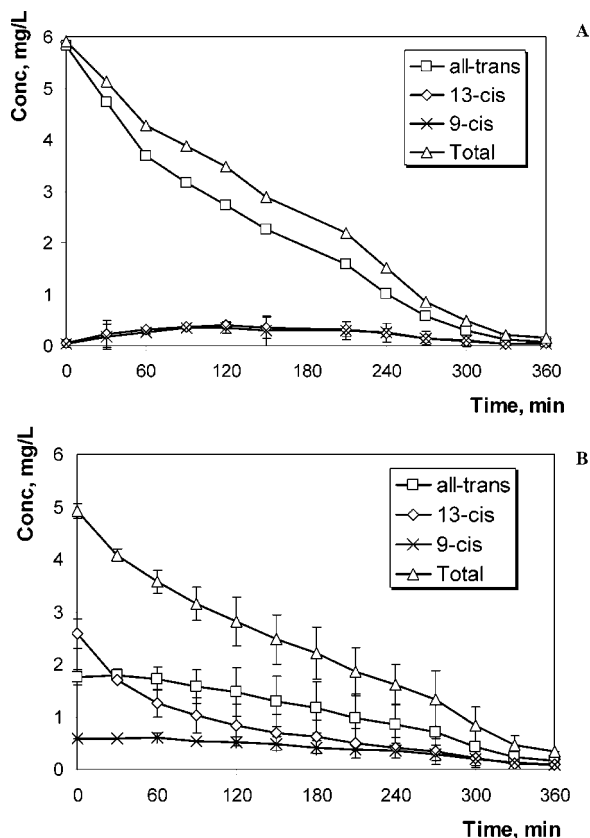 A
Conc, mg/L
6
5
4
3
2
1
0
all-trans
13-cis
9-cis
Total
0 60 120 180 240 300 360
Time, min
B
Conc, mg/L
6
5
4
3
2
1
0
all-trans
13-cis
9-cis
Total
0 60 120 180 240 300 360
Time, min